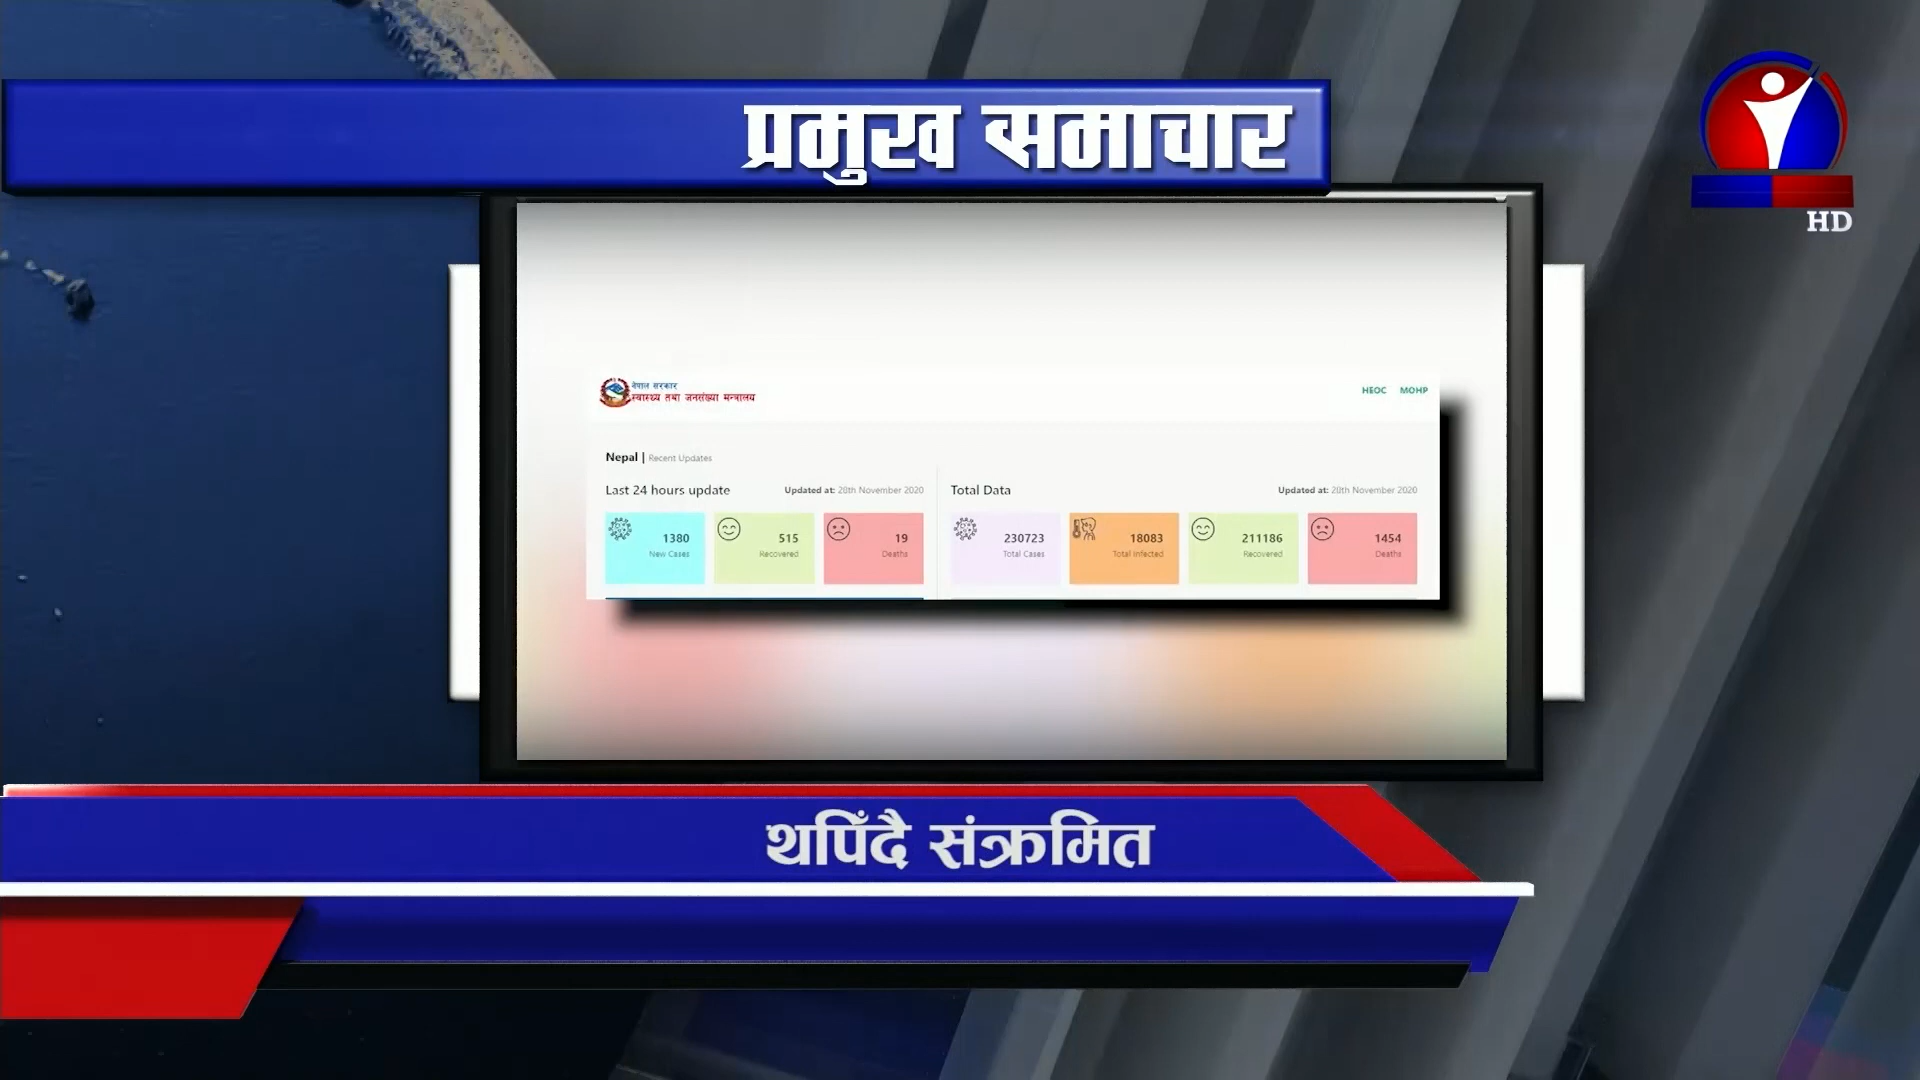 प्रमुख समाचार
HD
नेपाल सरकार
स्वास्थ्य तथा जनसंख्या मन्त्रालय
HEOC MOHP
Nepal | Recent Updates
Last 24 hours update Updated at: 20th November 2020
Total Data Updated at: 20th November 2020
1380 515 19 230723 18083 211186 1454
New Cases Recovered Deaths Total Cases Total Infected Recovered Deaths
थपिँदै संक्रमित